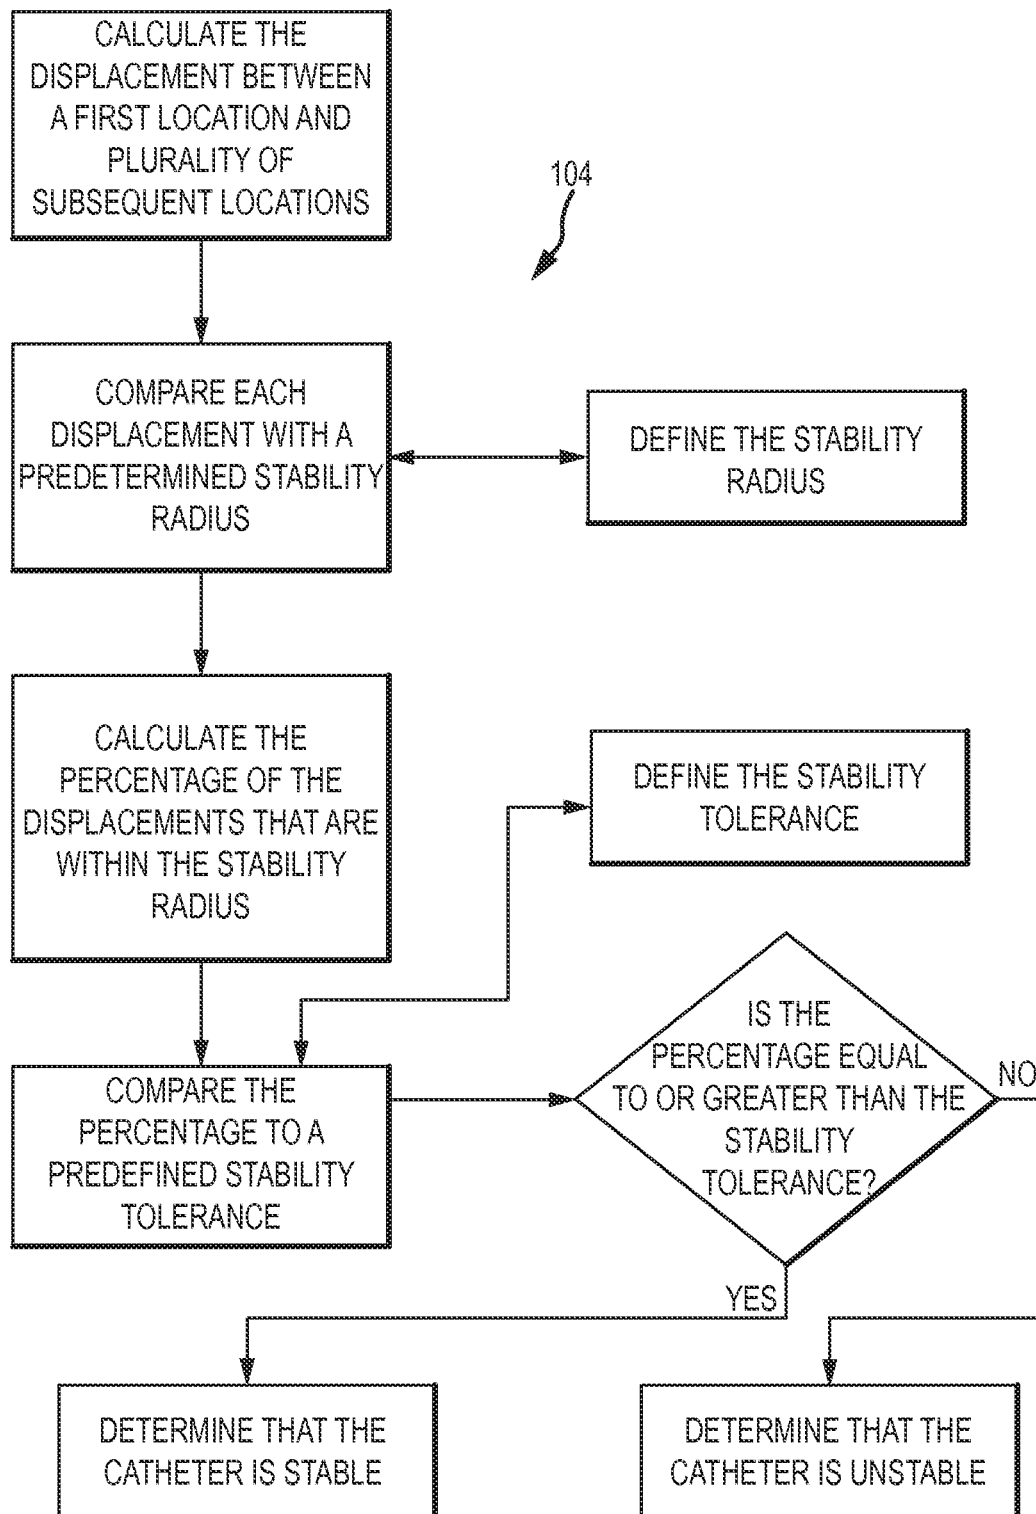 CALCULATE THE
DISPLACEMENT BETWEEN
A FIRST LOCATION AND
PLURALITY OF
SUBSEQUENT LOCATIONS
104
COMPARE EACH
DISPLACEMENT WITH A
PREDETERMINED STABILITY
RADIUS
DEFINE THE STABILITY
RADIUS
CALCULATE THE
PERCENTAGE OF THE
DISPLACEMENTS THAT ARE
WITHIN THE STABILITY
RADIUS
DEFINE THE STABILITY
TOLERANCE
COMPARE THE
PERCENTAGE TO A
PREDEFINED STABILITY
TOLERANCE
IS THE
PERCENTAGE EQUAL
TO OR GREATER THAN THE
STABILITY
TOLERANCE?
NO
YES
DETERMINE THAT THE
CATHETER IS STABLE
DETERMINE THAT THE
CATHETER IS UNSTABLE